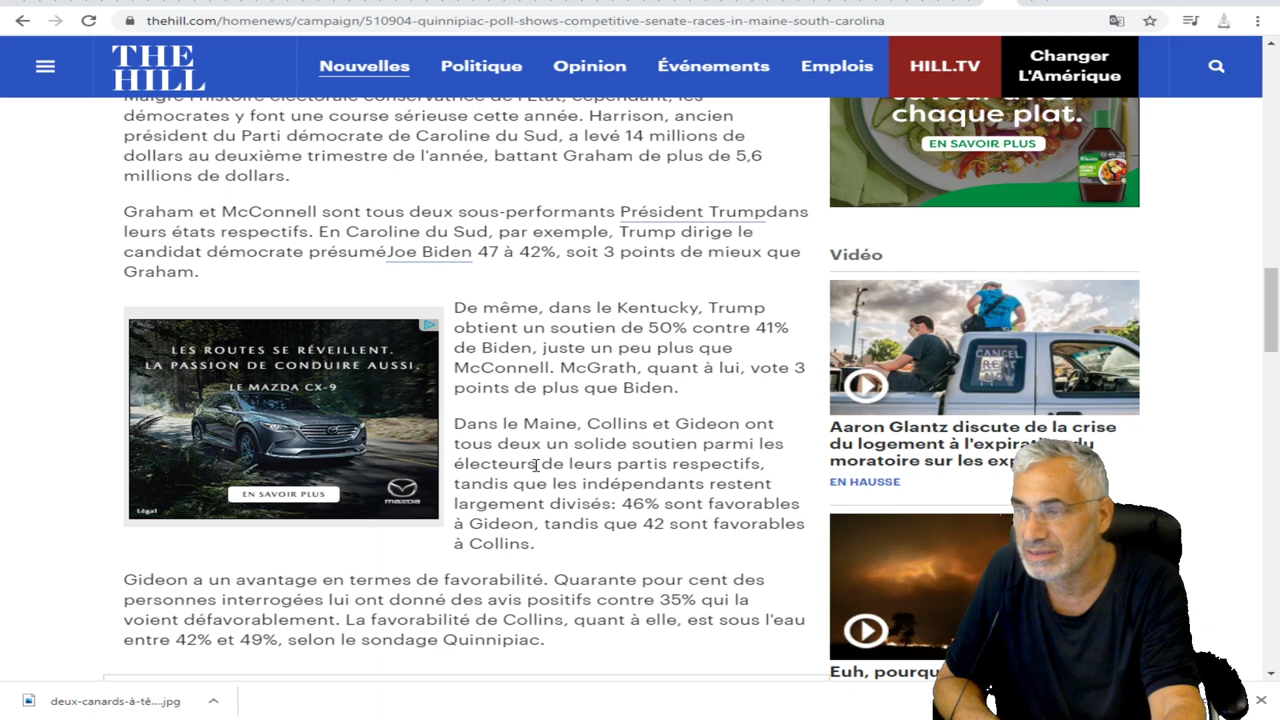 thehill.com/homenews/campaign/510904-quinnipiac-poll-shows-competitive-senate-races-in-maine-south-carolina
THE
HILL
Nouvelles
Politique
Opinion
Événements
Emplois
HILL.TV
Changer
L'Amérique
Malgré l'histoire électorale conservatrice de l'État, cependant, les
démocrates y font une course sérieuse cette année. Harrison, ancien
président du Parti démocrate de Caroline du Sud, a levé 14 millions de
dollars au deuxième trimestre de l'année, battant Graham de plus de 5,6
millions de dollars.
Graham et McConnell sont tous deux sous-performants Président Trumpdans
leurs états respectifs. En Caroline du Sud, par exemple, Trump dirige le
candidat démocrate présuméJoe Biden 47 à 42%, soit 3 points de mieux que
Graham.
LES ROUTES SE RÉVEILLENT.
LA PASSION DE CONDUIRE AUSSI.
LE MAZDA CX-9
EN SAVOIR PLUS
mazda
Légal
De même, dans le Kentucky, Trump
obtient un soutien de 50% contre 41%
de Biden, juste un peu plus que
McConnell. McGrath, quant à lui, vote 3
points de plus que Biden.
Dans le Maine, Collins et Gideon ont
tous deux un solide soutien parmi les
électeurs de leurs partis respectifs,
tandis que les indépendants restent
largement divisés: 46% sont favorables
à Gideon, tandis que 42 sont favorables
à Collins.
Gideon a un avantage en termes de favorabilité. Quarante pour cent des
personnes interrogées lui ont donné des avis positifs contre 35% qui la
voient défavorablement. La favorabilité de Collins, quant à elle, est sous l'eau
entre 42% et 49%, selon le sondage Quinnipiac.
chaque plat.
EN SAVOIR PLUS
Knorr
Vidéo
CANCEL
RENT
NOW
Aaron Glantz discute de la crise
du logement à l'expiration du
moratoire sur les
EN HAUSSE
Euh, pourqu
deux-canards-à-tê....jpg